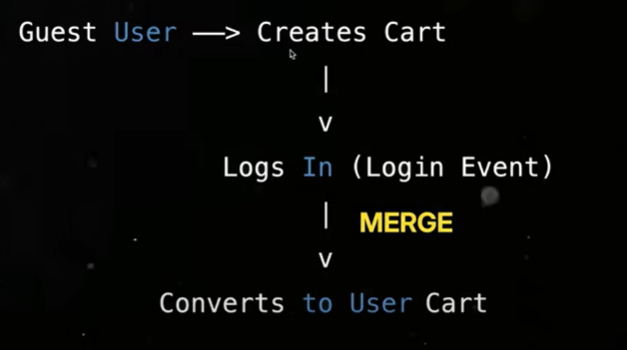 Guest User ——> Creates Cart
|
v
Logs In (Login Event)
| MERGE
v
Converts to User Cart